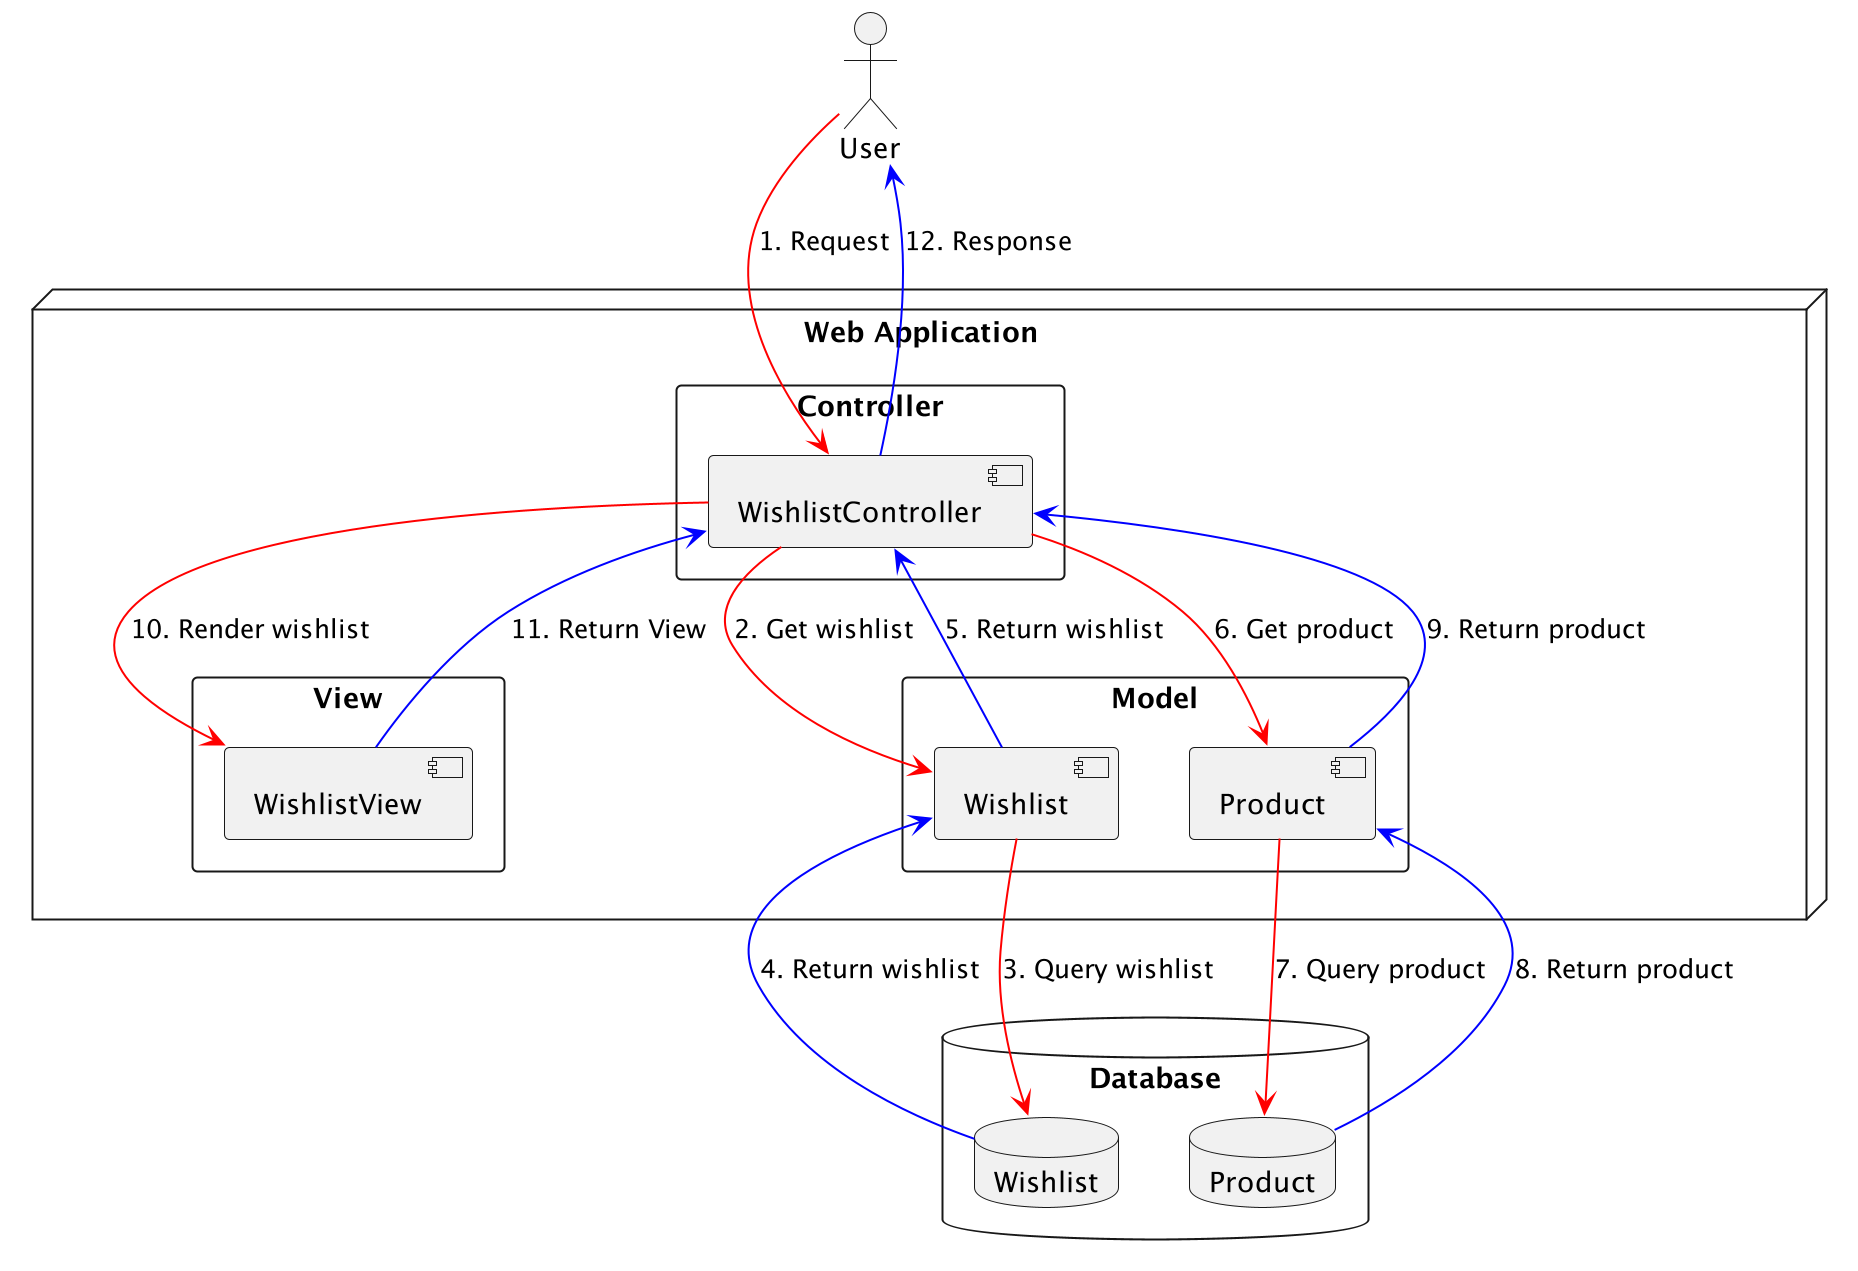 User
1. Request
12. Response
Web Application
Controller
WishlistController
10. Render wishlist
11. Return View
2. Get wishlist
5. Return wishlist
6. Get product
9. Return product
View
Model
WishlistView
Wishlist
Product
4. Return wishlist
3. Query wishlist
7. Query product
8. Return product
Database
Wishlist
Product